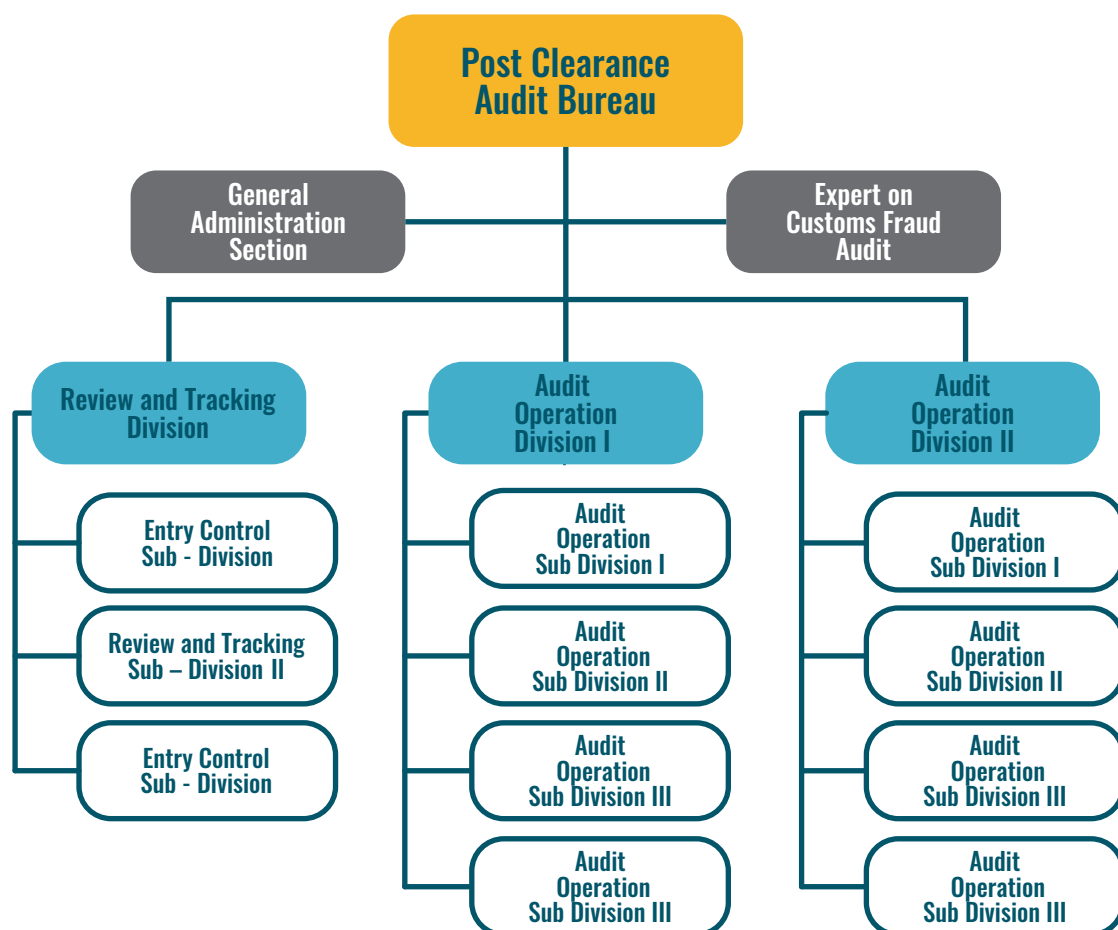 Post Clearance
Audit Bureau
General
Administration
Section
Expert on
Customs Fraud
Audit
Review and Tracking
Division
Entry Control
Sub - Division
Review and Tracking
Sub – Division II
Entry Control
Sub - Division
Audit
Operation
Division I
Audit
Operation
Sub Division I
Audit
Operation
Sub Division II
Audit
Operation
Sub Division III
Audit
Operation
Sub Division III
Audit
Operation
Division II
Audit
Operation
Sub Division I
Audit
Operation
Sub Division II
Audit
Operation
Sub Division III
Audit
Operation
Sub Division III